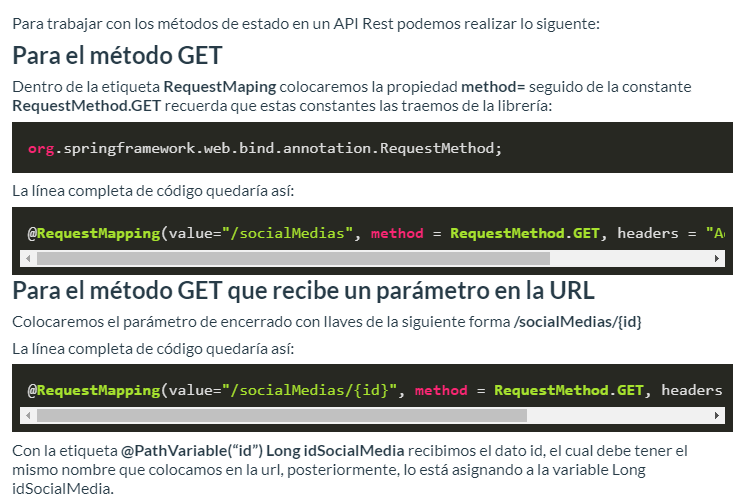 Para trabajar con los métodos de estado en un API Rest podemos realizar lo siguente:
Para el método GET
Dentro de la etiqueta RequestMaping colocaremos la propiedad method= seguido de la constante
RequestMethod.GET recuerda que estas constantes las traemos de la librería:
org.springframework.web.bind.annotation.RequestMethod;
La línea completa de código quedaría así:
@RequestMapping(value="/socialMedias", method = RequestMethod.GET, headers = "A
Para el método GET que recibe un parámetro en la URL
Colocaremos el parámetro de encerrado con llaves de la siguiente forma /socialMedias/{id}
La línea completa de código quedaría así:
@RequestMapping(value="/socialMedias/{id}", method = RequestMethod.GET, headers
Con la etiqueta @PathVariable(“id”) Long idSocialMedia recibimos el dato id, el cual debe tener el
mismo nombre que colocamos en la url, posteriormente, lo está asignando a la variable Long
idSocialMedia.